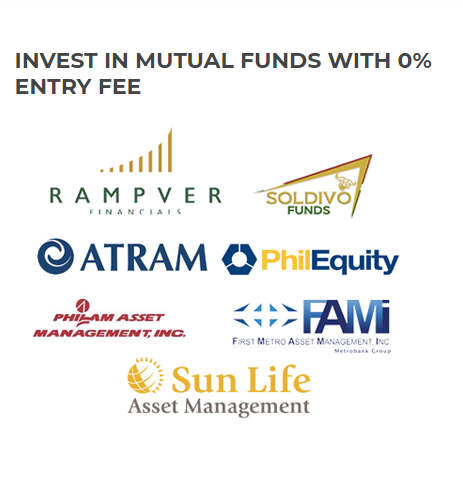 INVEST IN MUTUAL FUNDS WITH 0%
ENTRY FEE
RAMPVER
FINANCIALS
SOLDIVO
FUNDS
ATRAM
PhilEquity
PHILAM ASSET
MANAGEMENT, INC.
FAMi
FIRST METRO ASSET MANAGEMENT, INC.
Metrobank Group
Sun Life
Asset Management